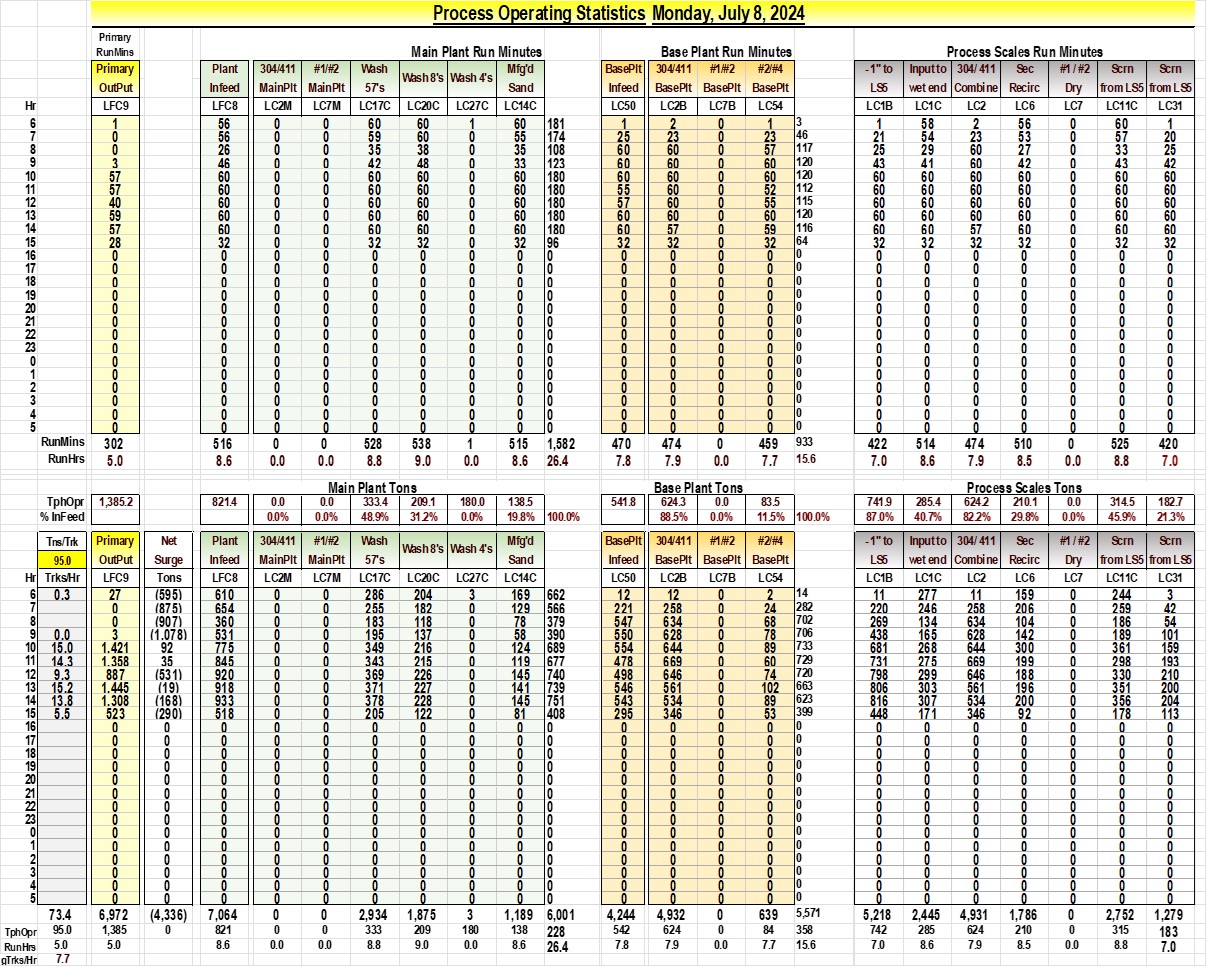 Process Operating Statistics Monday, July 8, 2024
Primary
RunMins Main Plant Run Minutes Base Plant Run Minutes Process Scales Run Minutes
Primary Plant 304/411 #1/#2 Wash Wash 8's Wash 4's Mfg'd BasePlt 304/411 #1/#2 #2/#4 -1" to Input to 304/ 411 Sec #1 / #2 Scrn Scrn
OutPut Infeed MainPlt MainPlt 57's Sand Infeed BasePlt BasePlt BasePlt LS5 wet end Combine Recirc Dry from LS5 from LS5
Hr LFC9 LFC8 LC2M LC7M LC17C LC20C LC27C LC14C LC50 LC2B LC7B LC54 LC1B LC1C LC2 LC6 LC7 LC11C LC31
6 1 56 0 0 60 60 1 60 181 1 2 0 1 3 1 58 2 56 0 60 1
7 0 56 0 0 59 60 0 55 174 25 23 0 23 46 21 54 23 53 0 57 20
8 0 26 0 0 35 38 0 35 108 60 60 0 57 117 25 29 60 27 0 33 25
9 3 46 0 0 42 48 0 33 123 60 60 0 60 120 43 41 60 42 0 43 42
10 57 60 0 0 60 60 0 60 180 60 60 0 60 120 60 60 60 60 0 60 60
11 57 60 0 0 60 60 0 60 180 55 60 0 52 112 60 60 60 60 0 60 60
12 40 60 0 0 60 60 0 60 180 57 60 0 55 115 60 60 60 60 0 60 60
13 59 60 0 0 60 60 0 60 180 60 60 0 60 120 60 60 60 60 0 60 60
14 57 60 0 0 60 60 0 60 180 60 57 0 59 116 60 60 57 60 0 60 60
15 28 32 0 0 32 32 0 32 96 32 32 0 32 64 32 32 32 32 0 32 32
16 0 0 0 0 0 0 0 0 0 0 0 0 0 0 0 0 0 0 0 0
17 0 0 0 0 0 0 0 0 0 0 0 0 0 0 0 0 0 0 0 0
18 0 0 0 0 0 0 0 0 0 0 0 0 0 0 0 0 0 0 0 0
19 0 0 0 0 0 0 0 0 0 0 0 0 0 0 0 0 0 0 0 0
20 0 0 0 0 0 0 0 0 0 0 0 0 0 0 0 0 0 0 0 0
21 0 0 0 0 0 0 0 0 0 0 0 0 0 0 0 0 0 0 0 0
22 0 0 0 0 0 0 0 0 0 0 0 0 0 0 0 0 0 0 0 0
23 0 0 0 0 0 0 0 0 0 0 0 0 0 0 0 0 0 0 0 0
0 0 0 0 0 0 0 0 0 0 0 0 0 0 0 0 0 0 0 0 0
1 0 0 0 0 0 0 0 0 0 0 0 0 0 0 0 0 0 0 0 0
2 0 0 0 0 0 0 0 0 0 0 0 0 0 0 0 0 0 0 0 0
3 0 0 0 0 0 0 0 0 0 0 0 0 0 0 0 0 0 0 0 0
4 0 0 0 0 0 0 0 0 0 0 0 0 0 0 0 0 0 0 0 0
5 0 0 0 0 0 0 0 0 0 0 0 0 0 0 0 0 0 0 0 0
RunMins 302 516 0 0 528 538 1 515 1,582 470 474 0 459 933 422 514 474 510 0 525 420
RunHrs 5.0 8.6 0.0 0.0 8.8 9.0 0.0 8.6 26.4 7.8 7.9 0.0 7.7 15.6 7.0 8.6 7.9 8.5 0.0 8.8 7.0
Main Plant Tons Base Plant Tons Process Scales Tons
TphOpr 1,385.2 821.4 0.0 0.0 333.4 209.1 180.0 138.5 541.8 624.3 0.0 83.5 741.9 285.4 624.2 210.1 0.0 314.5 182.7
% InFeed 0.0% 0.0% 48.9% 31.2% 0.0% 19.8% 100.0% 88.5% 0.0% 11.5% 100.0% 87.0% 40.7% 82.2% 29.8% 0.0% 45.9% 21.3%
Tns/Trk Primary Net Plant 304/411 #1/#2 Wash Wash 8's Wash 4's Mfg'd BasePlt 304/411 #1/#2 #2/#4 -1" to Input to 304/ 411 Sec #1 / #2 Scrn Scrn
95.0 OutPut Surge Infeed MainPlt MainPlt 57's Sand Infeed BasePlt BasePlt BasePlt LS5 wet end Combine Recirc Dry from LS5 from LS5
Hr Trks/Hr LFC9 Tons LFC8 LC2M LC7M LC17C LC20C LC27C LC14C LC50 LC2B LC7B LC54 LC1B LC1C LC2 LC6 LC7 LC11C LC31
6 0.3 27 (595) 610 0 0 286 204 3 169 662 12 12 0 2 14 11 277 11 159 0 244 3
7 0 (875) 654 0 0 255 182 0 129 566 221 258 0 24 282 220 246 258 206 0 259 42
8 0 (907) 360 0 0 183 118 0 78 379 547 634 0 68 702 269 134 634 104 0 186 54
9 0.0 3 (1,078) 531 0 0 195 137 0 58 390 550 628 0 78 706 438 165 628 142 0 189 101
10 15.0 1,421 92 775 0 0 349 216 0 124 689 554 644 0 89 733 681 268 644 300 0 361 159
11 14.3 1,358 35 845 0 0 343 215 0 119 677 478 669 0 60 729 731 275 669 199 0 298 193
12 9.3 887 (531) 920 0 0 369 226 0 145 740 498 646 0 74 720 798 299 646 188 0 330 210
13 15.2 1,445 (19) 918 0 0 371 227 0 141 739 546 561 0 102 663 806 303 561 196 0 351 200
14 13.8 1,308 (168) 933 0 0 378 228 0 145 751 543 534 0 89 623 816 307 534 200 0 356 204
15 5.5 523 (290) 518 0 0 205 122 0 81 408 295 346 0 53 399 448 171 346 92 0 178 113
16 0 0 0 0 0 0 0 0 0 0 0 0 0 0 0 0 0 0 0 0 0
17 0 0 0 0 0 0 0 0 0 0 0 0 0 0 0 0 0 0 0 0 0
18 0 0 0 0 0 0 0 0 0 0 0 0 0 0 0 0 0 0 0 0 0
19 0 0 0 0 0 0 0 0 0 0 0 0 0 0 0 0 0 0 0 0 0
20 0 0 0 0 0 0 0 0 0 0 0 0 0 0 0 0 0 0 0 0 0
21 0 0 0 0 0 0 0 0 0 0 0 0 0 0 0 0 0 0 0 0 0
22 0 0 0 0 0 0 0 0 0 0 0 0 0 0 0 0 0 0 0 0 0
23 0 0 0 0 0 0 0 0 0 0 0 0 0 0 0 0 0 0 0 0 0
0 0 0 0 0 0 0 0 0 0 0 0 0 0 0 0 0 0 0 0 0 0
1 0 0 0 0 0 0 0 0 0 0 0 0 0 0 0 0 0 0 0 0 0
2 0 0 0 0 0 0 0 0 0 0 0 0 0 0 0 0 0 0 0 0 0
3 0 0 0 0 0 0 0 0 0 0 0 0 0 0 0 0 0 0 0 0 0
4 0 0 0 0 0 0 0 0 0 0 0 0 0 0 0 0 0 0 0 0 0
5 0 0 0 0 0 0 0 0 0 0 0 0 0 0 0 0 0 0 0 0 0
73.4 6,972 (4,336) 7,064 0 0 2,934 1,875 3 1,189 6,001 4,244 4,932 0 639 5,571 5,218 2,445 4,931 1,786 0 2,752 1,279
TphOpr 95.0 1,385 0 821 0 0 333 209 180 138 228 542 624 0 84 358 742 285 624 210 0 315 183
RunHrs 5.0 5.0 8.6 0.0 0.0 8.8 9.0 0.0 8.6 26.4 7.8 7.9 0.0 7.7 15.6 7.0 8.6 7.9 8.5 0.0 8.8 7.0
gTrks/Hr 7.7